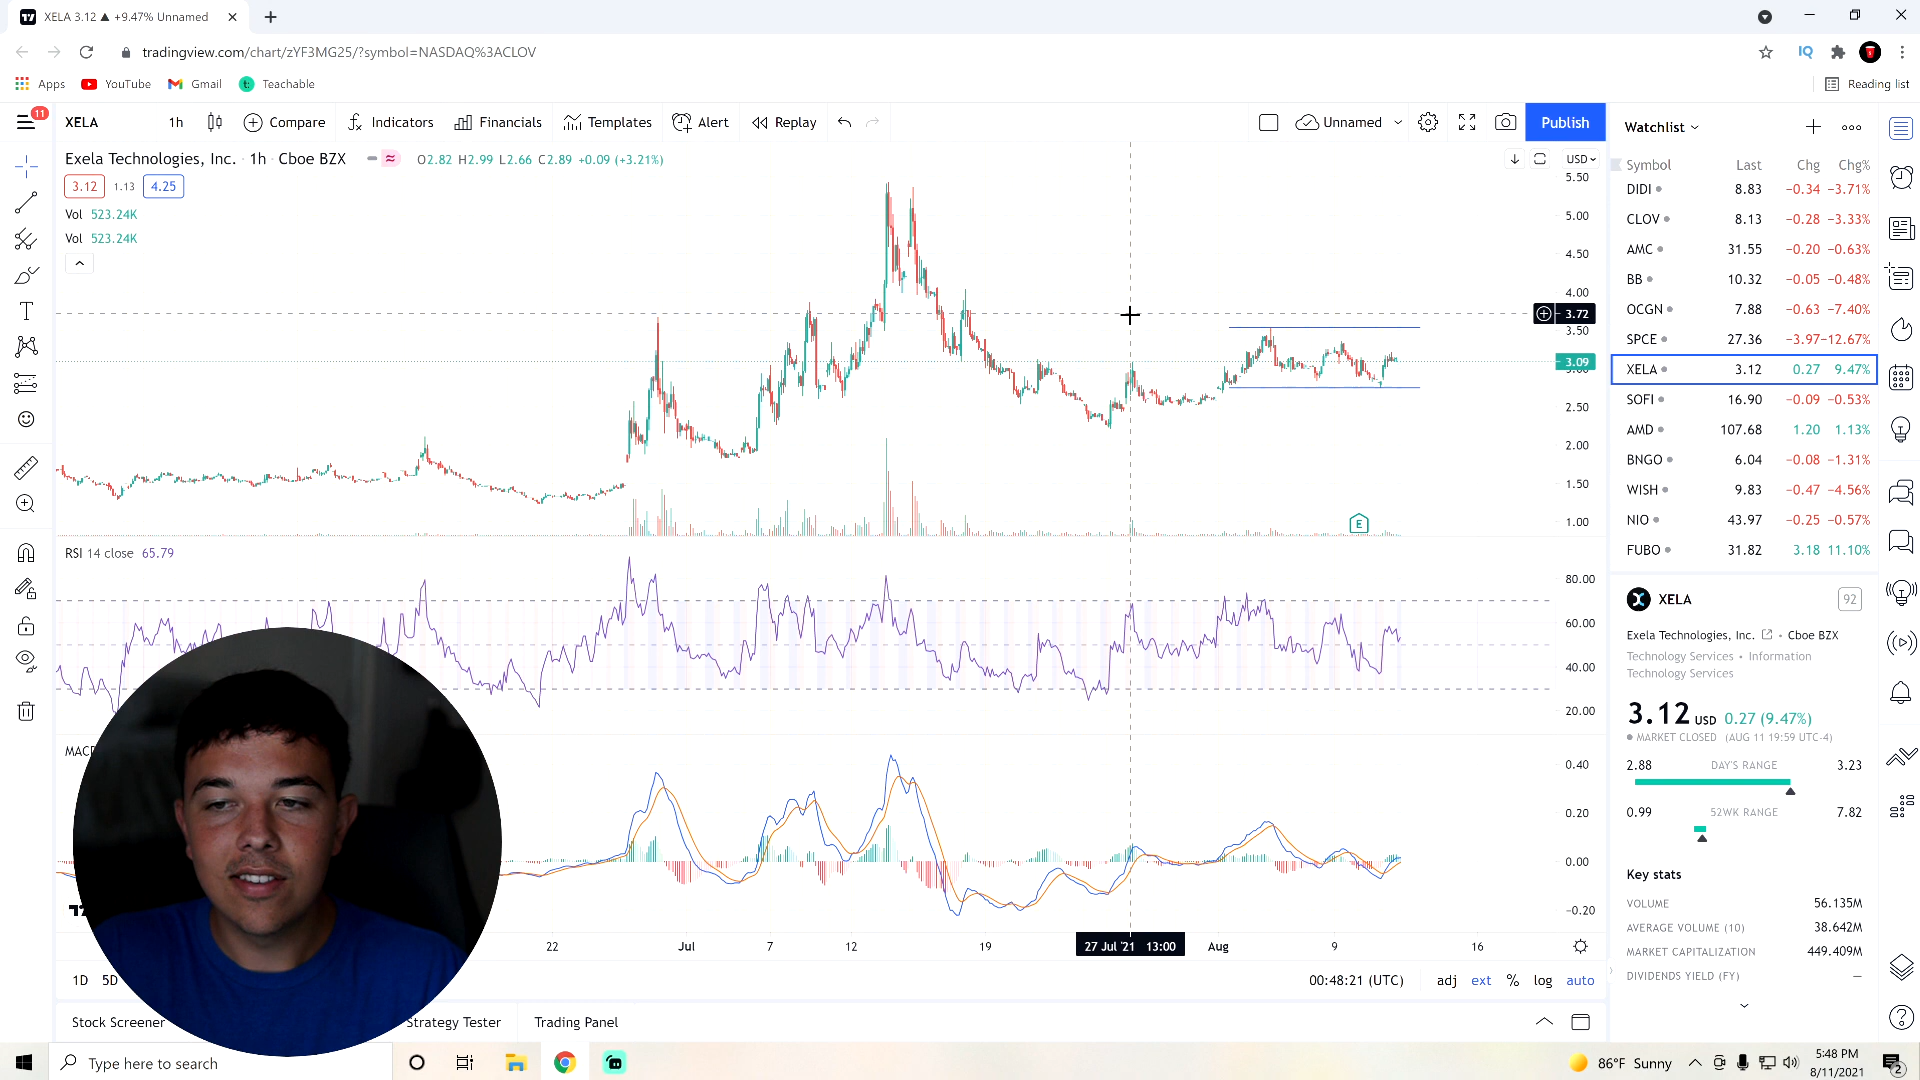 XELA 3.12 ▲ +9.47% Unnamed
tradingview.com/chart/zYF3MG25/?symbol=NASDAQ%3ACLOV
IQ
Apps YouTube Gmail Teachable Reading list
11
XELA 1h Compare Indicators Financials Templates Alert Replay Unnamed Publish
Exela Technologies, Inc. · 1h · Cboe BZX O2.82 H2.99 L2.66 C2.89 +0.09 (+3.21%)
3.12 1.13 4.25
Vol 523.24K
Vol 523.24K
USD
5.50
5.00
4.50
4.00
3.72
3.50
3.09
3.00
2.50
2.00
1.50
1.00
E
RSI 14 close 65.79
80.00
60.00
40.00
20.00
MACD
0.40
0.20
0.00
−0.20
22 Jul 7 12 19 27 Jul '21 13:00 Aug 9 16
1D 5D 00:48:21 (UTC) adj ext % log auto
Stock Screener Strategy Tester Trading Panel
Watchlist
Symbol Last Chg Chg%
DIDI 8.83 −0.34 −3.71%
CLOV 8.13 −0.28 −3.33%
AMC 31.55 −0.20 −0.63%
BB 10.32 −0.05 −0.48%
OCGN 7.88 −0.63 −7.40%
SPCE 27.36 −3.97 −12.67%
XELA 3.12 0.27 9.47%
SOFI 16.90 −0.09 −0.53%
AMD 107.68 1.20 1.13%
BNGO 6.04 −0.08 −1.31%
WISH 9.83 −0.47 −4.56%
NIO 43.97 −0.25 −0.57%
FUBO 31.82 3.18 11.10%
XELA 92
Exela Technologies, Inc. • Cboe BZX
Technology Services • Information
Technology Services
3.12 USD 0.27 (9.47%)
MARKET CLOSED (AUG 11 19:59 UTC-4)
2.88 DAY'S RANGE 3.23
0.99 52WK RANGE 7.82
Key stats
VOLUME 56.135M
AVERAGE VOLUME (10) 38.642M
MARKET CAPITALIZATION 449.409M
DIVIDENDS YIELD (FY) —
Type here to search
86°F Sunny
5:48 PM
8/11/2021
2